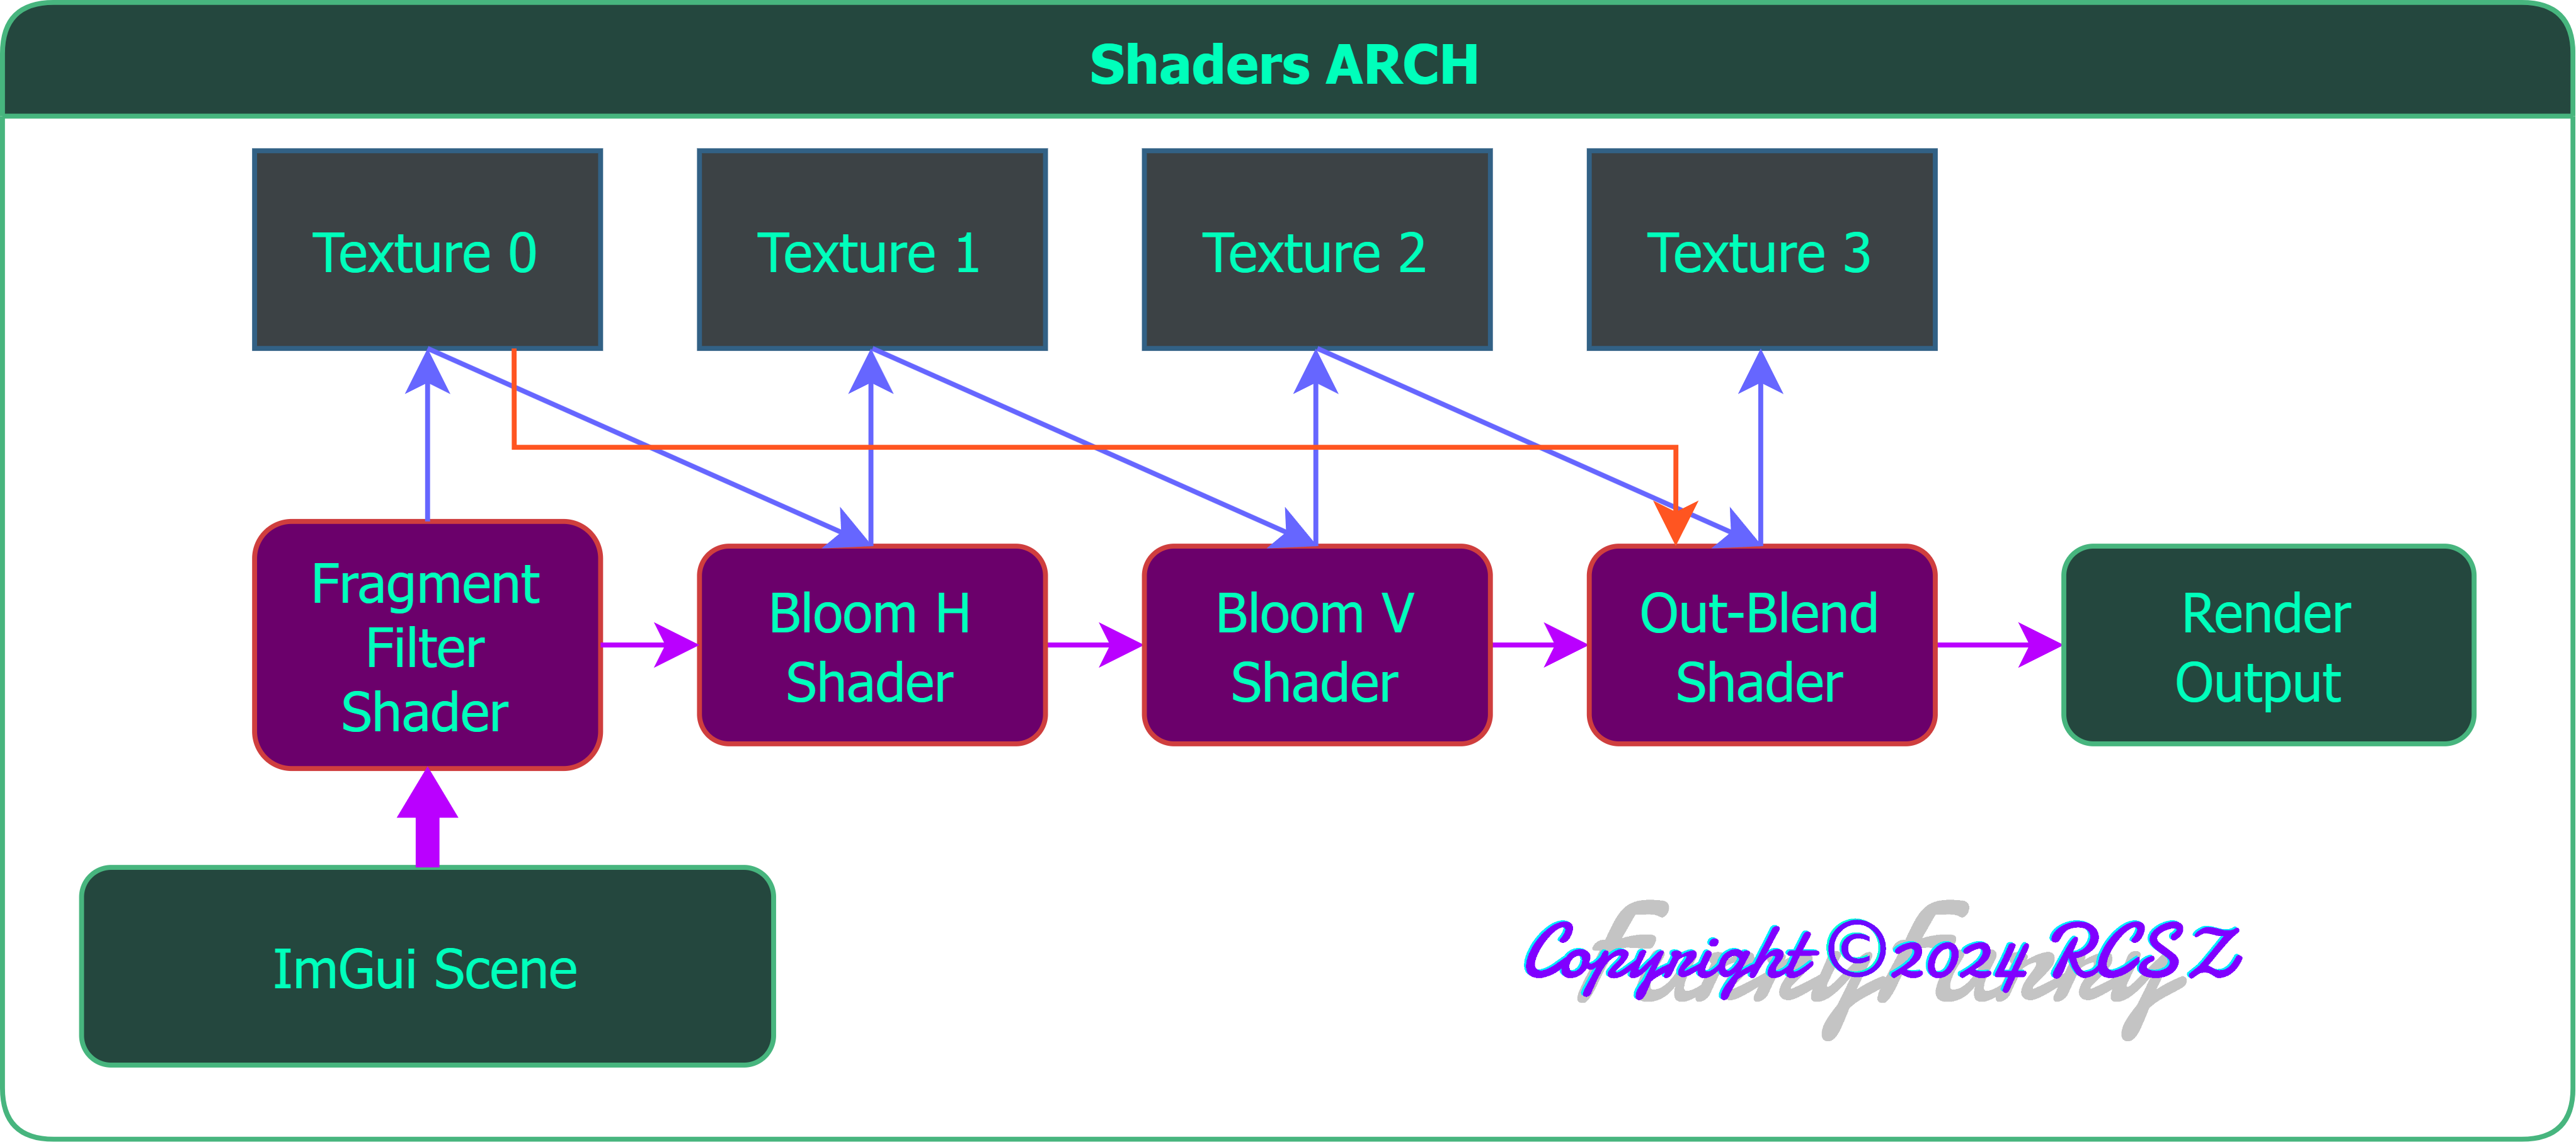 Shaders ARCH
Texture 0
Texture 1
Texture 2
Texture 3
Fragment
Filter
Shader
Bloom H
Shader
Bloom V
Shader
Out-Blend
Shader
Render
Output
ImGui Scene
FunnyFunky
Copyright ©2024 RCSZ